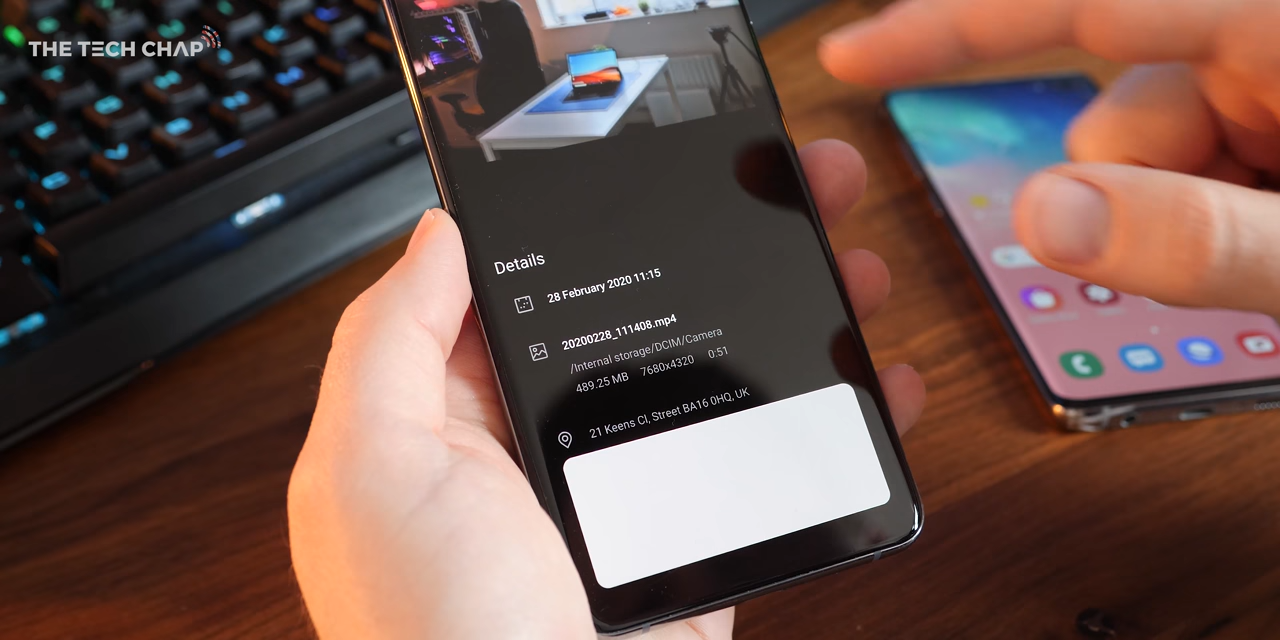 THE TECH CHAP
Details
28 February 2020 11:15
20200228_111408.mp4
/Internal storage/DCIM/Camera
489.25 MB 7680x4320 0:51
21 Keens Cl, Street BA16 0HQ, UK